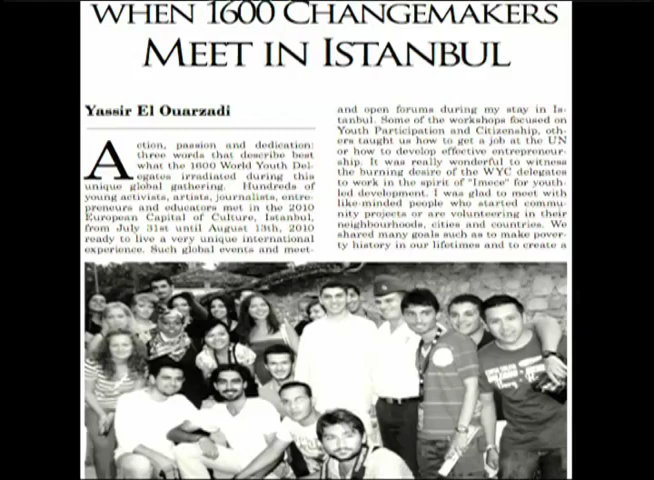 WHEN 1600 CHANGEMAKERS
MEET IN ISTANBUL
Yassir El Ouarzadi
Action, passion and dedication:
three words that describe best
what the 1600 World Youth Del-
egates irradiated during this
unique global gathering. Hundreds of
young activists, artists, journalists, entre-
preneurs and educators met in the 2010
European Capital of Culture, Istanbul,
from July 31st until August 13th, 2010
ready to live a very unique international
experience. Such global events and meet-
and open forums during my stay in Is-
tanbul. Some of the workshops focused on
Youth Participation and Citizenship, oth-
ers taught us how to get a job at the UN
or how to develop effective entrepreneur-
ship. It was really wonderful to witness
the burning desire of the WYC delegates
to work in the spirit of "Imece" for youth-
led development. I was glad to meet with
like-minded people who started commu-
nity projects or are volunteering in their
neighbourhoods, cities and countries. We
shared many goals such as to make pover-
ty history in our lifetimes and to create a